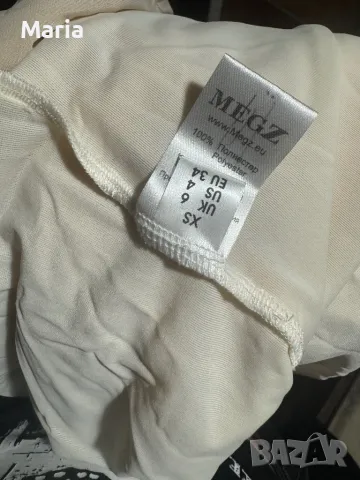 Maria
MEGZ
www.Megz.eu
100% Полиестер
Polyester
XS
UK 6
US 4
EU 34
BAZAR